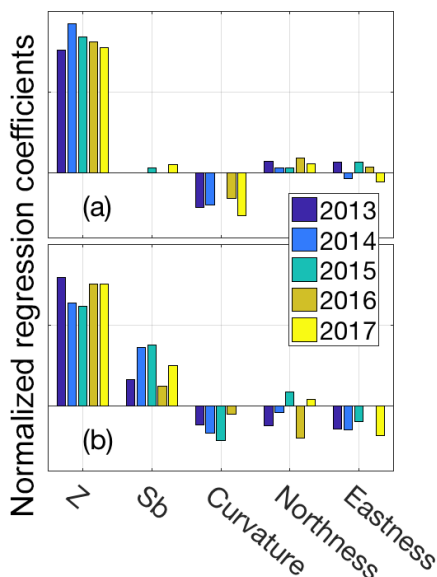 Normalized regression coefficients
(a)
2013
2014
2015
2016
2017
(b)
Z
Sb
Curvature
Northness
Eastness